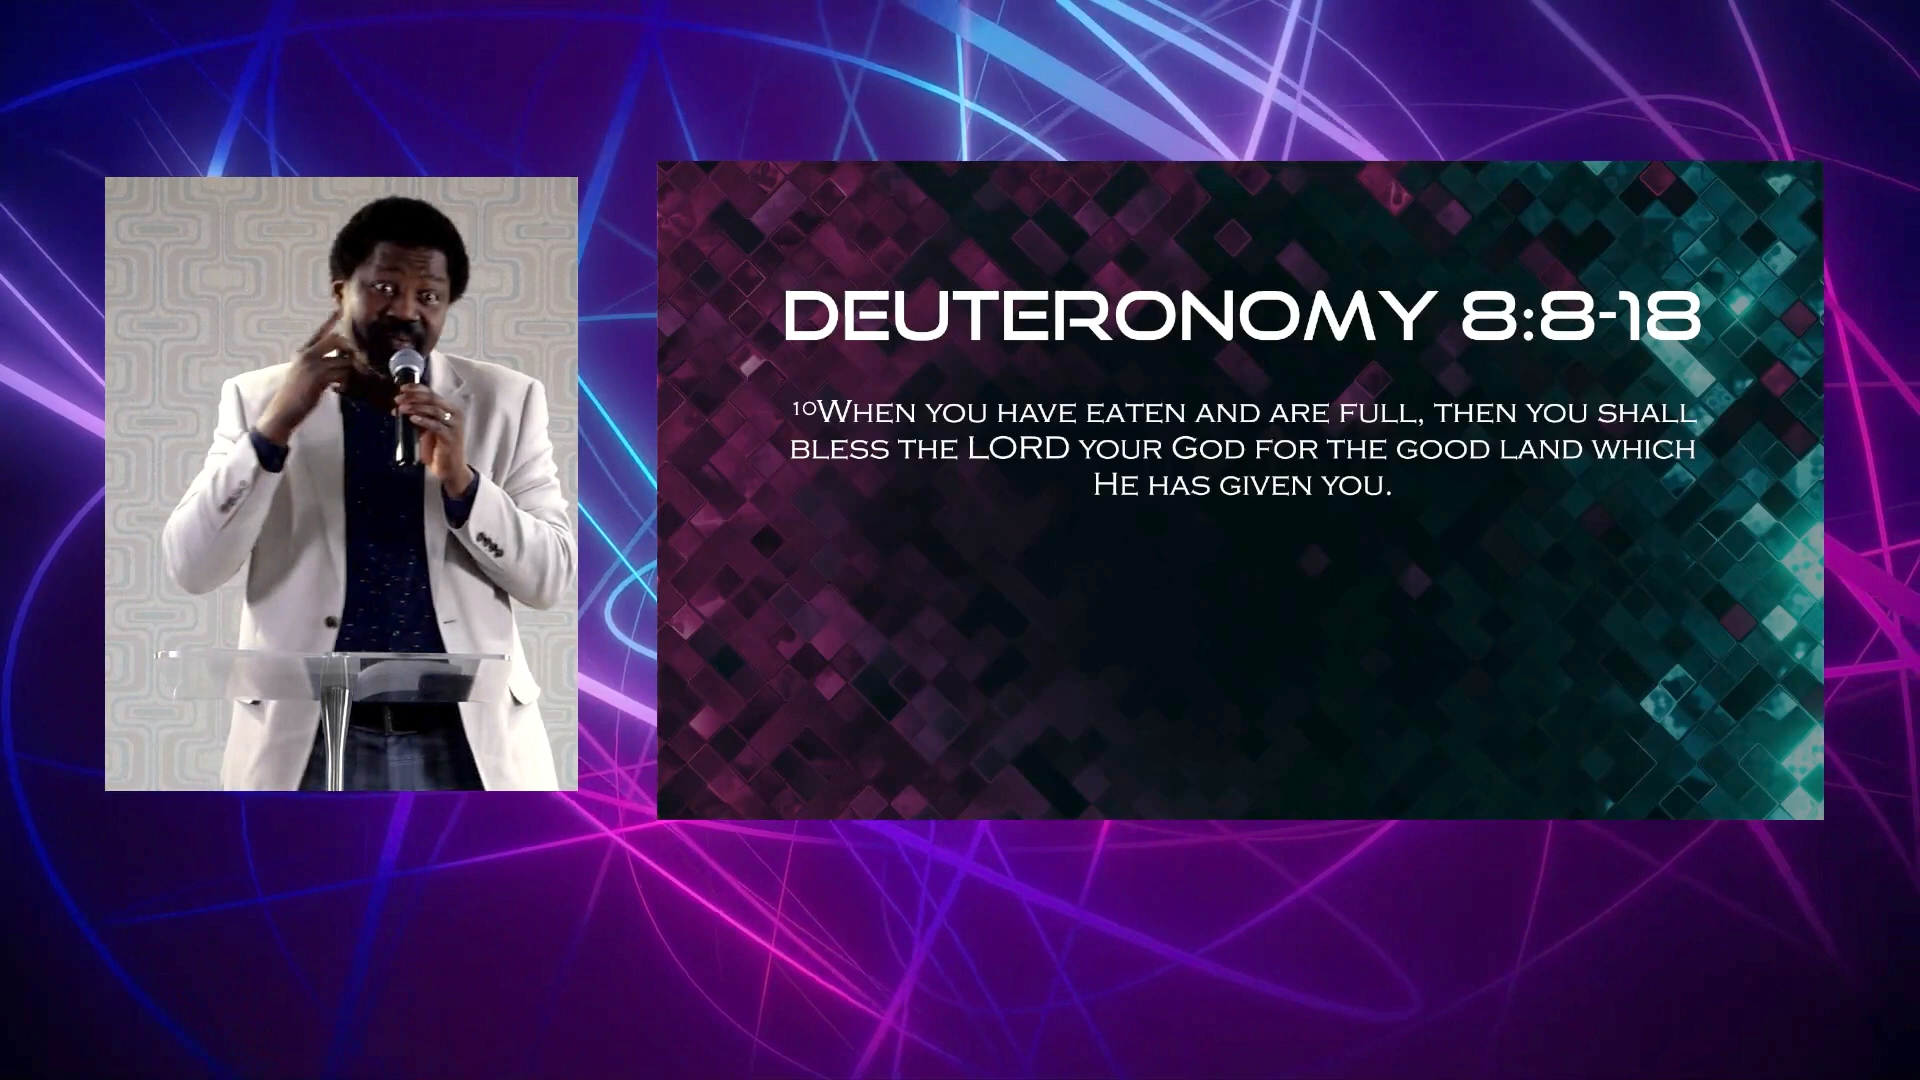 DEUTERONOMY 8:8-18
¹⁰WHEN YOU HAVE EATEN AND ARE FULL, THEN YOU SHALL
BLESS THE LORD YOUR GOD FOR THE GOOD LAND WHICH
HE HAS GIVEN YOU.